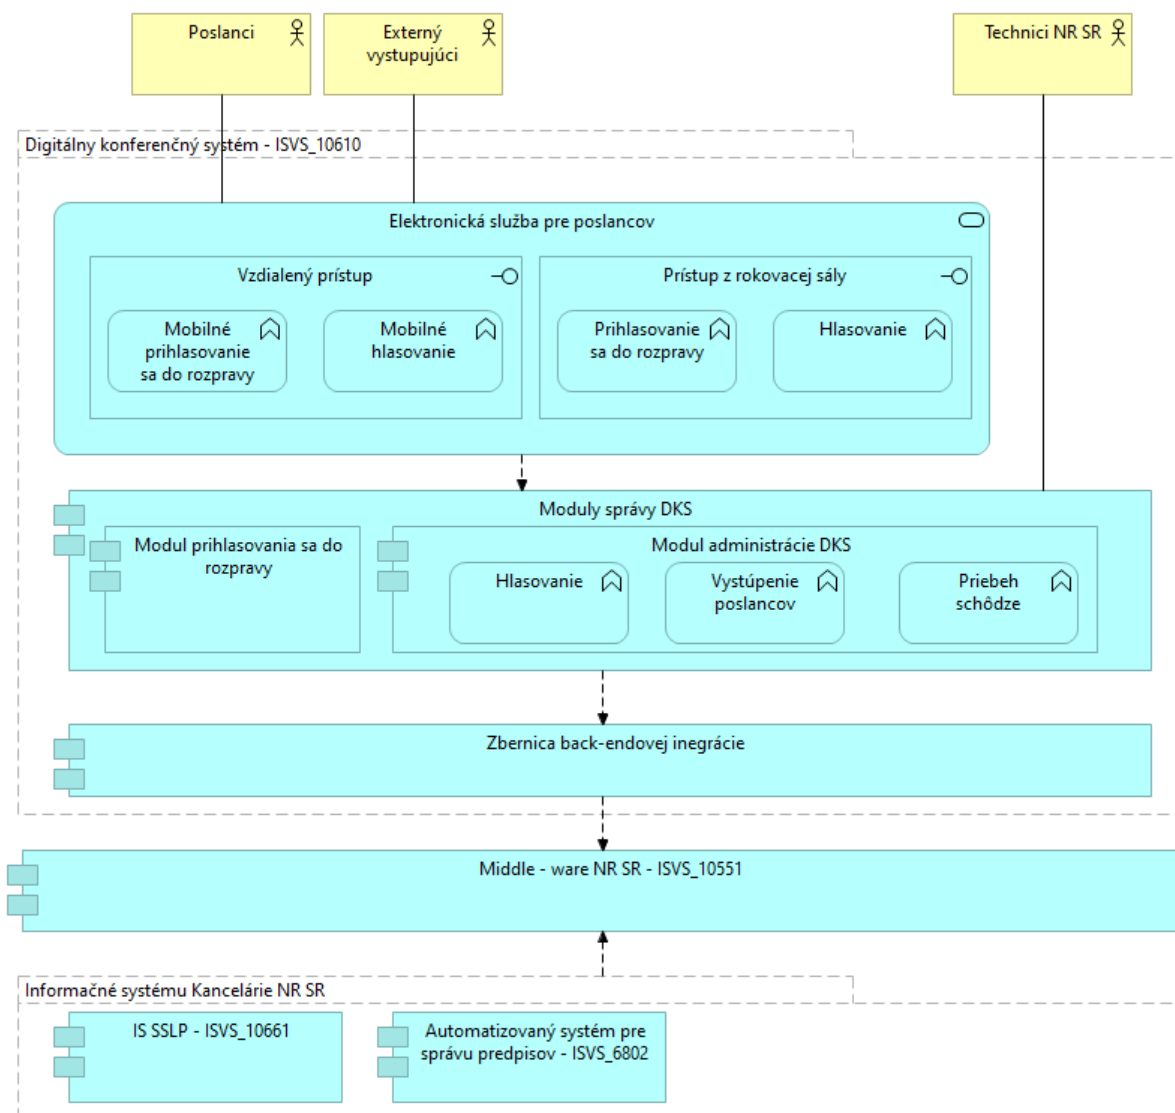 Poslanci
Externý
vystupujúci
Technici NR SR
Digitálny konferenčný systém - ISVS_10610
Elektronická služba pre poslancov
Vzdialený prístup
Prístup z rokovacej sály
Mobilné
prihlasovanie
sa do rozpravy
Mobilné
hlasovanie
Prihlasovanie
sa do rozpravy
Hlasovanie
Moduly správy DKS
Modul prihlasovania sa do
rozpravy
Modul administrácie DKS
Hlasovanie
Vystúpenie
poslancov
Priebeh
schôdze
Zbernica back-endovej inegrácie
Middle - ware NR SR - ISVS_10551
Informačné systému Kancelárie NR SR
IS SSLP - ISVS_10661
Automatizovaný systém pre
správu predpisov - ISVS_6802